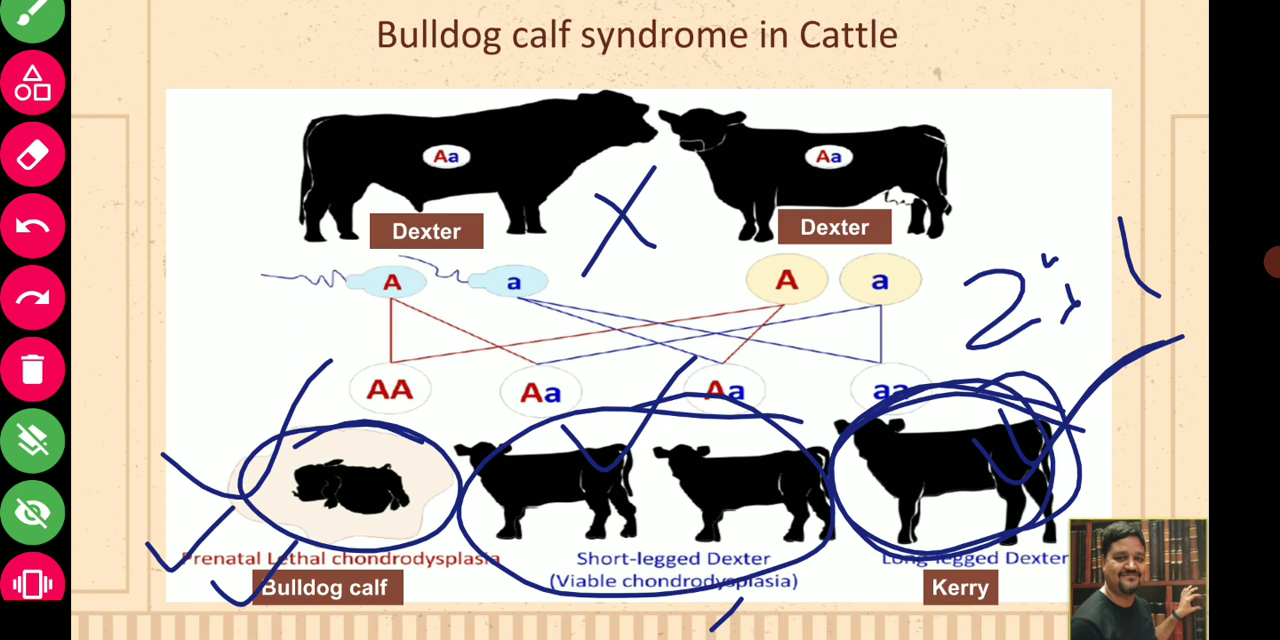 Bulldog calf syndrome in Cattle
Aa
Aa
Dexter
Dexter
A
a
A
a
2:1
AA
Aa
Aa
aa
Prenatal Lethal chondrodysplasia
Bulldog calf
Short-legged Dexter
(Viable chondrodysplasia)
Long-legged Dexter
Kerry